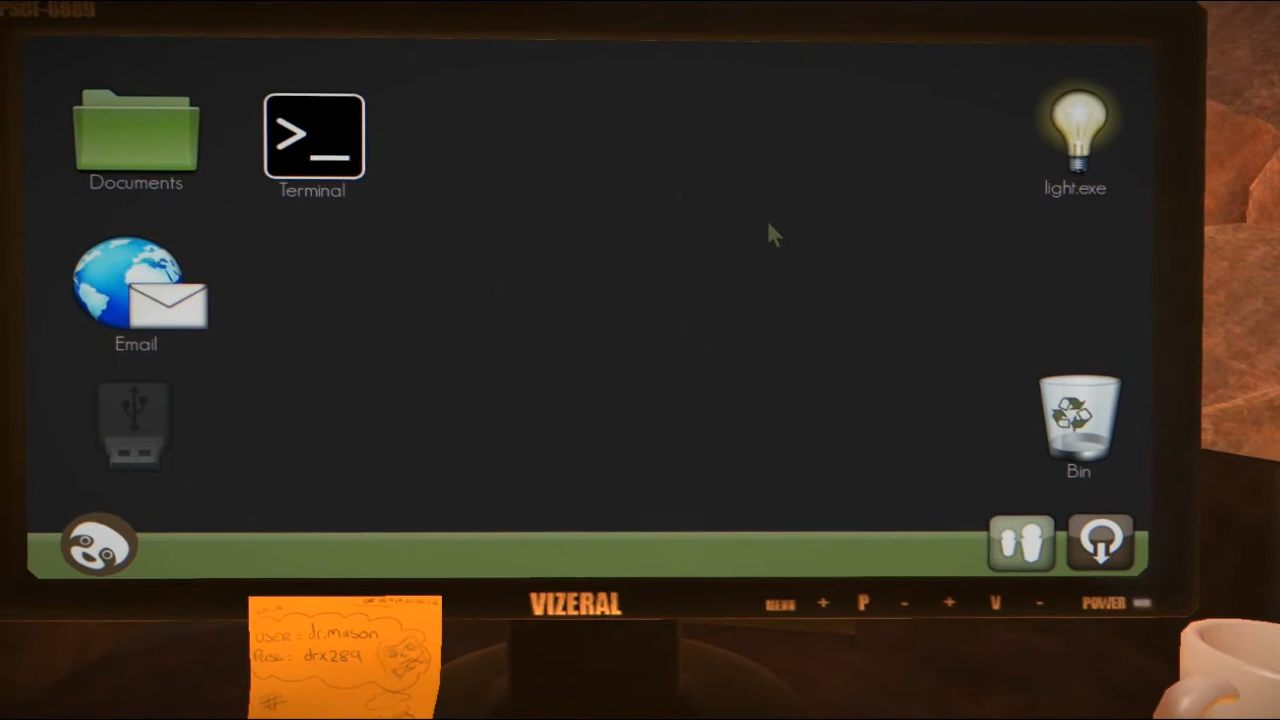 Documents
Terminal
light.exe
Email
Bin
VIZERAL
+ P - + V -
POWER
USER = dr.mason
Pass = drx289
#